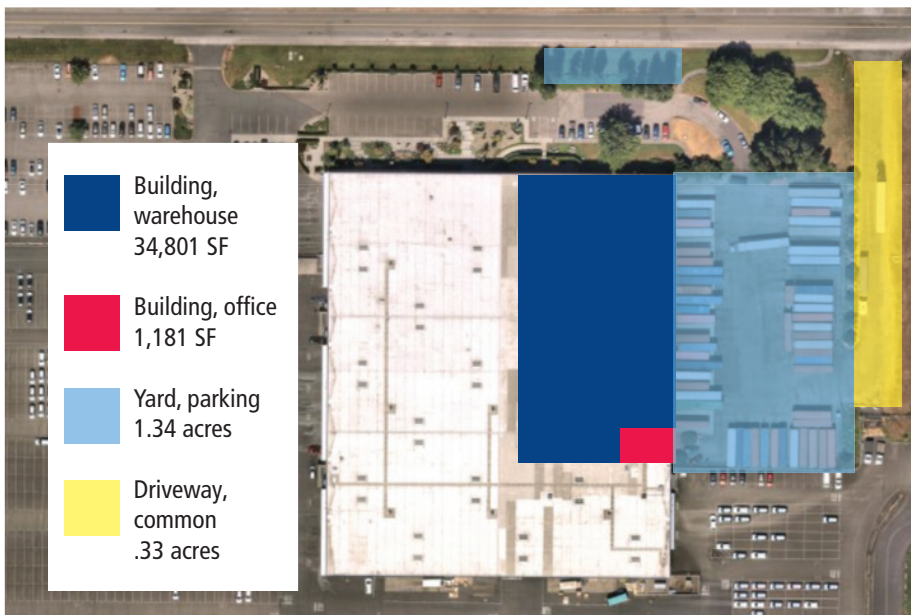 Building,
warehouse
34,801 SF
Building, office
1,181 SF
Yard, parking
1.34 acres
Driveway,
common
.33 acres